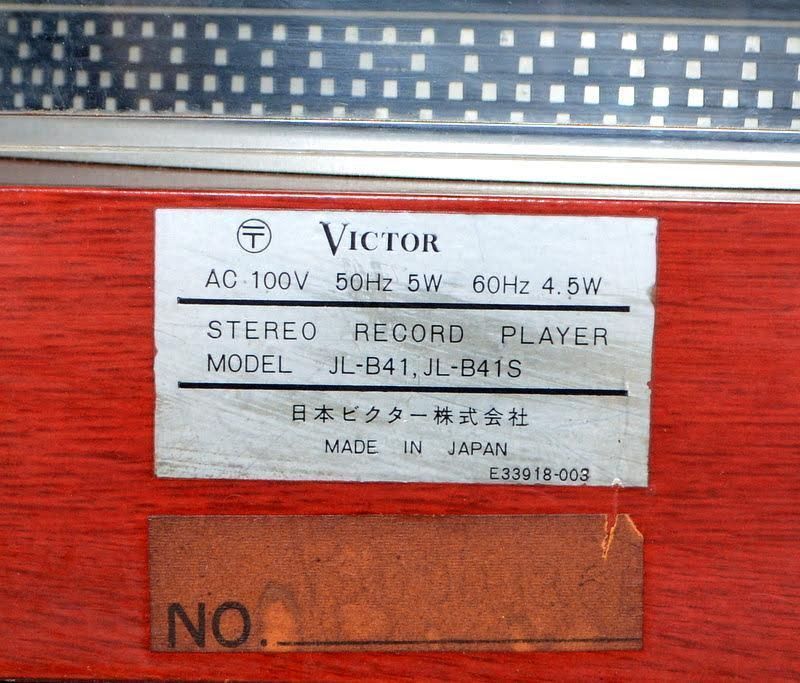 〶 VICTOR
AC 100V 50Hz 5W 60Hz 4.5W
STEREO RECORD PLAYER
MODEL JL-B41, JL-B41S
日本ビクター株式会社
MADE IN JAPAN
E33918-003
NO.